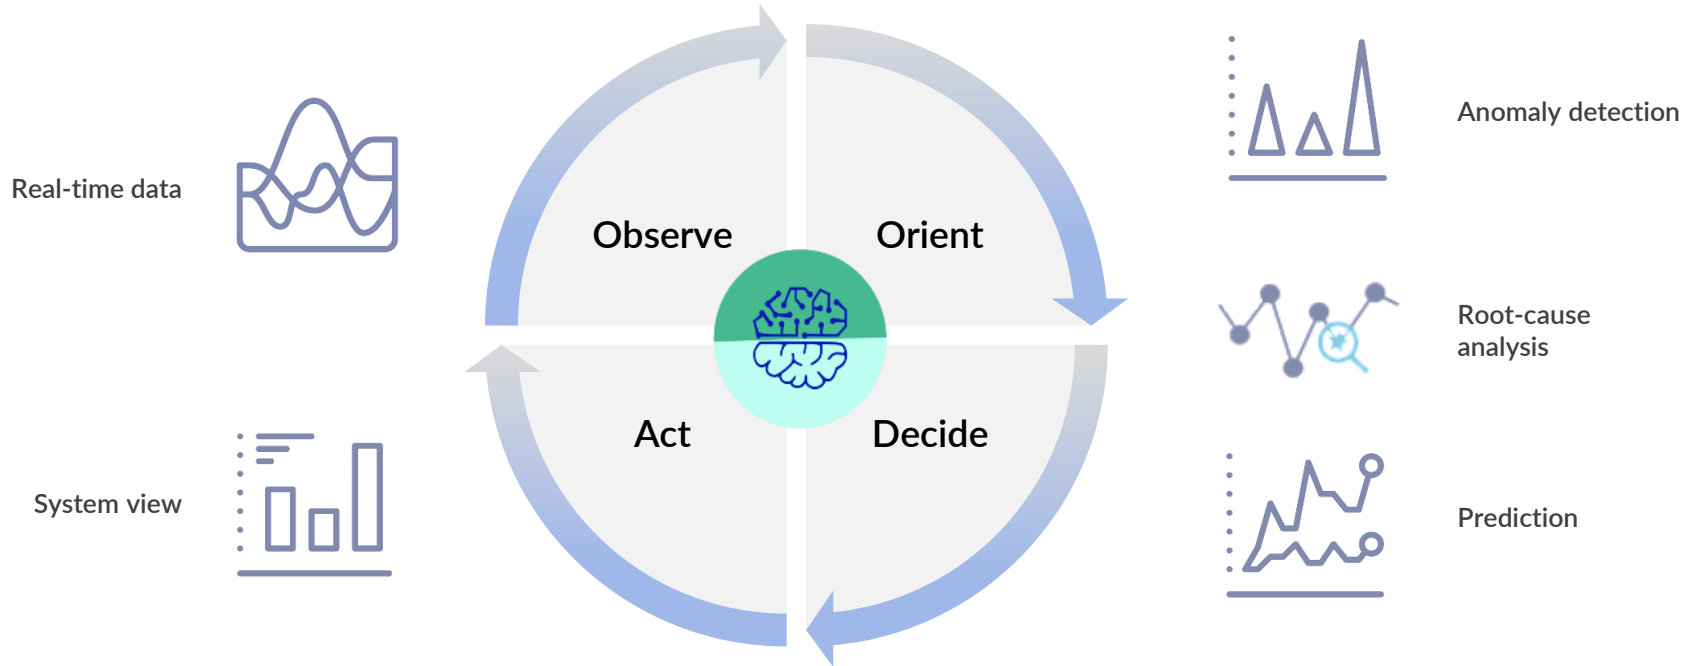 Real-time data
System view
Observe
Orient
Act
Decide
Anomaly detection
Root-cause
analysis
Prediction